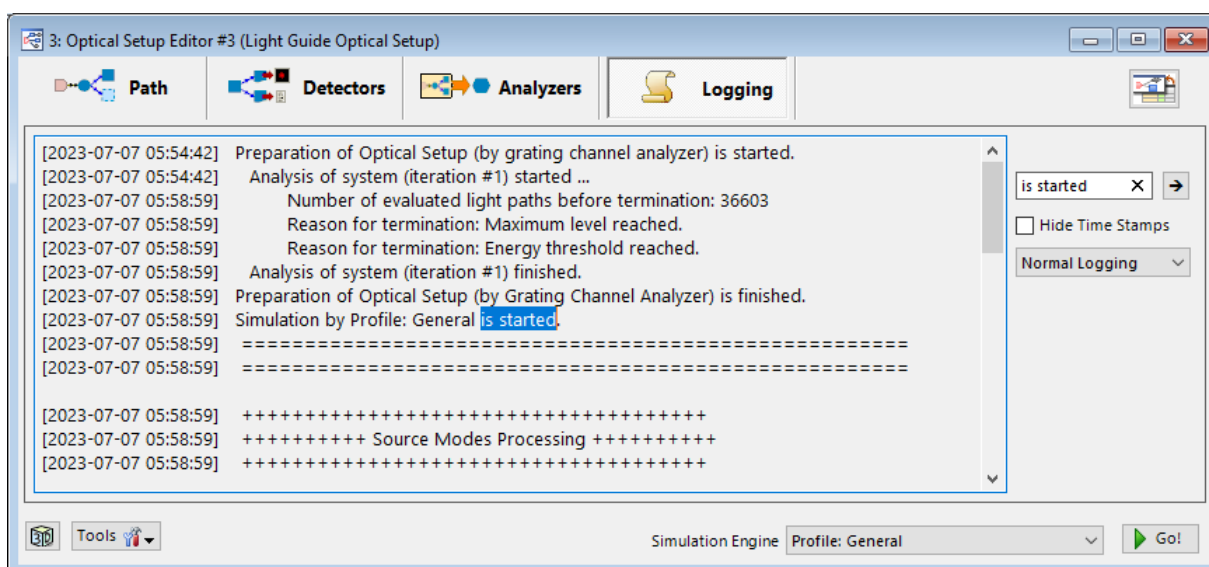 3: Optical Setup Editor #3 (Light Guide Optical Setup)
Path Detectors Analyzers Logging
[2023-07-07 05:54:42] Preparation of Optical Setup (by grating channel analyzer) is started.
[2023-07-07 05:54:42] Analysis of system (iteration #1) started ...
[2023-07-07 05:58:59] Number of evaluated light paths before termination: 36603
[2023-07-07 05:58:59] Reason for termination: Maximum level reached.
[2023-07-07 05:58:59] Reason for termination: Energy threshold reached.
[2023-07-07 05:58:59] Analysis of system (iteration #1) finished.
[2023-07-07 05:58:59] Preparation of Optical Setup (by Grating Channel Analyzer) is finished.
[2023-07-07 05:58:59] Simulation by Profile: General is started.
[2023-07-07 05:58:59] =====================================================
[2023-07-07 05:58:59] =====================================================
[2023-07-07 05:58:59] +++++++++++++++++++++++++++++++++++++
[2023-07-07 05:58:59] ++++++++++ Source Modes Processing ++++++++++
[2023-07-07 05:58:59] +++++++++++++++++++++++++++++++++++++
is started
Hide Time Stamps
Normal Logging
3D Tools
Simulation Engine Profile: General Go!